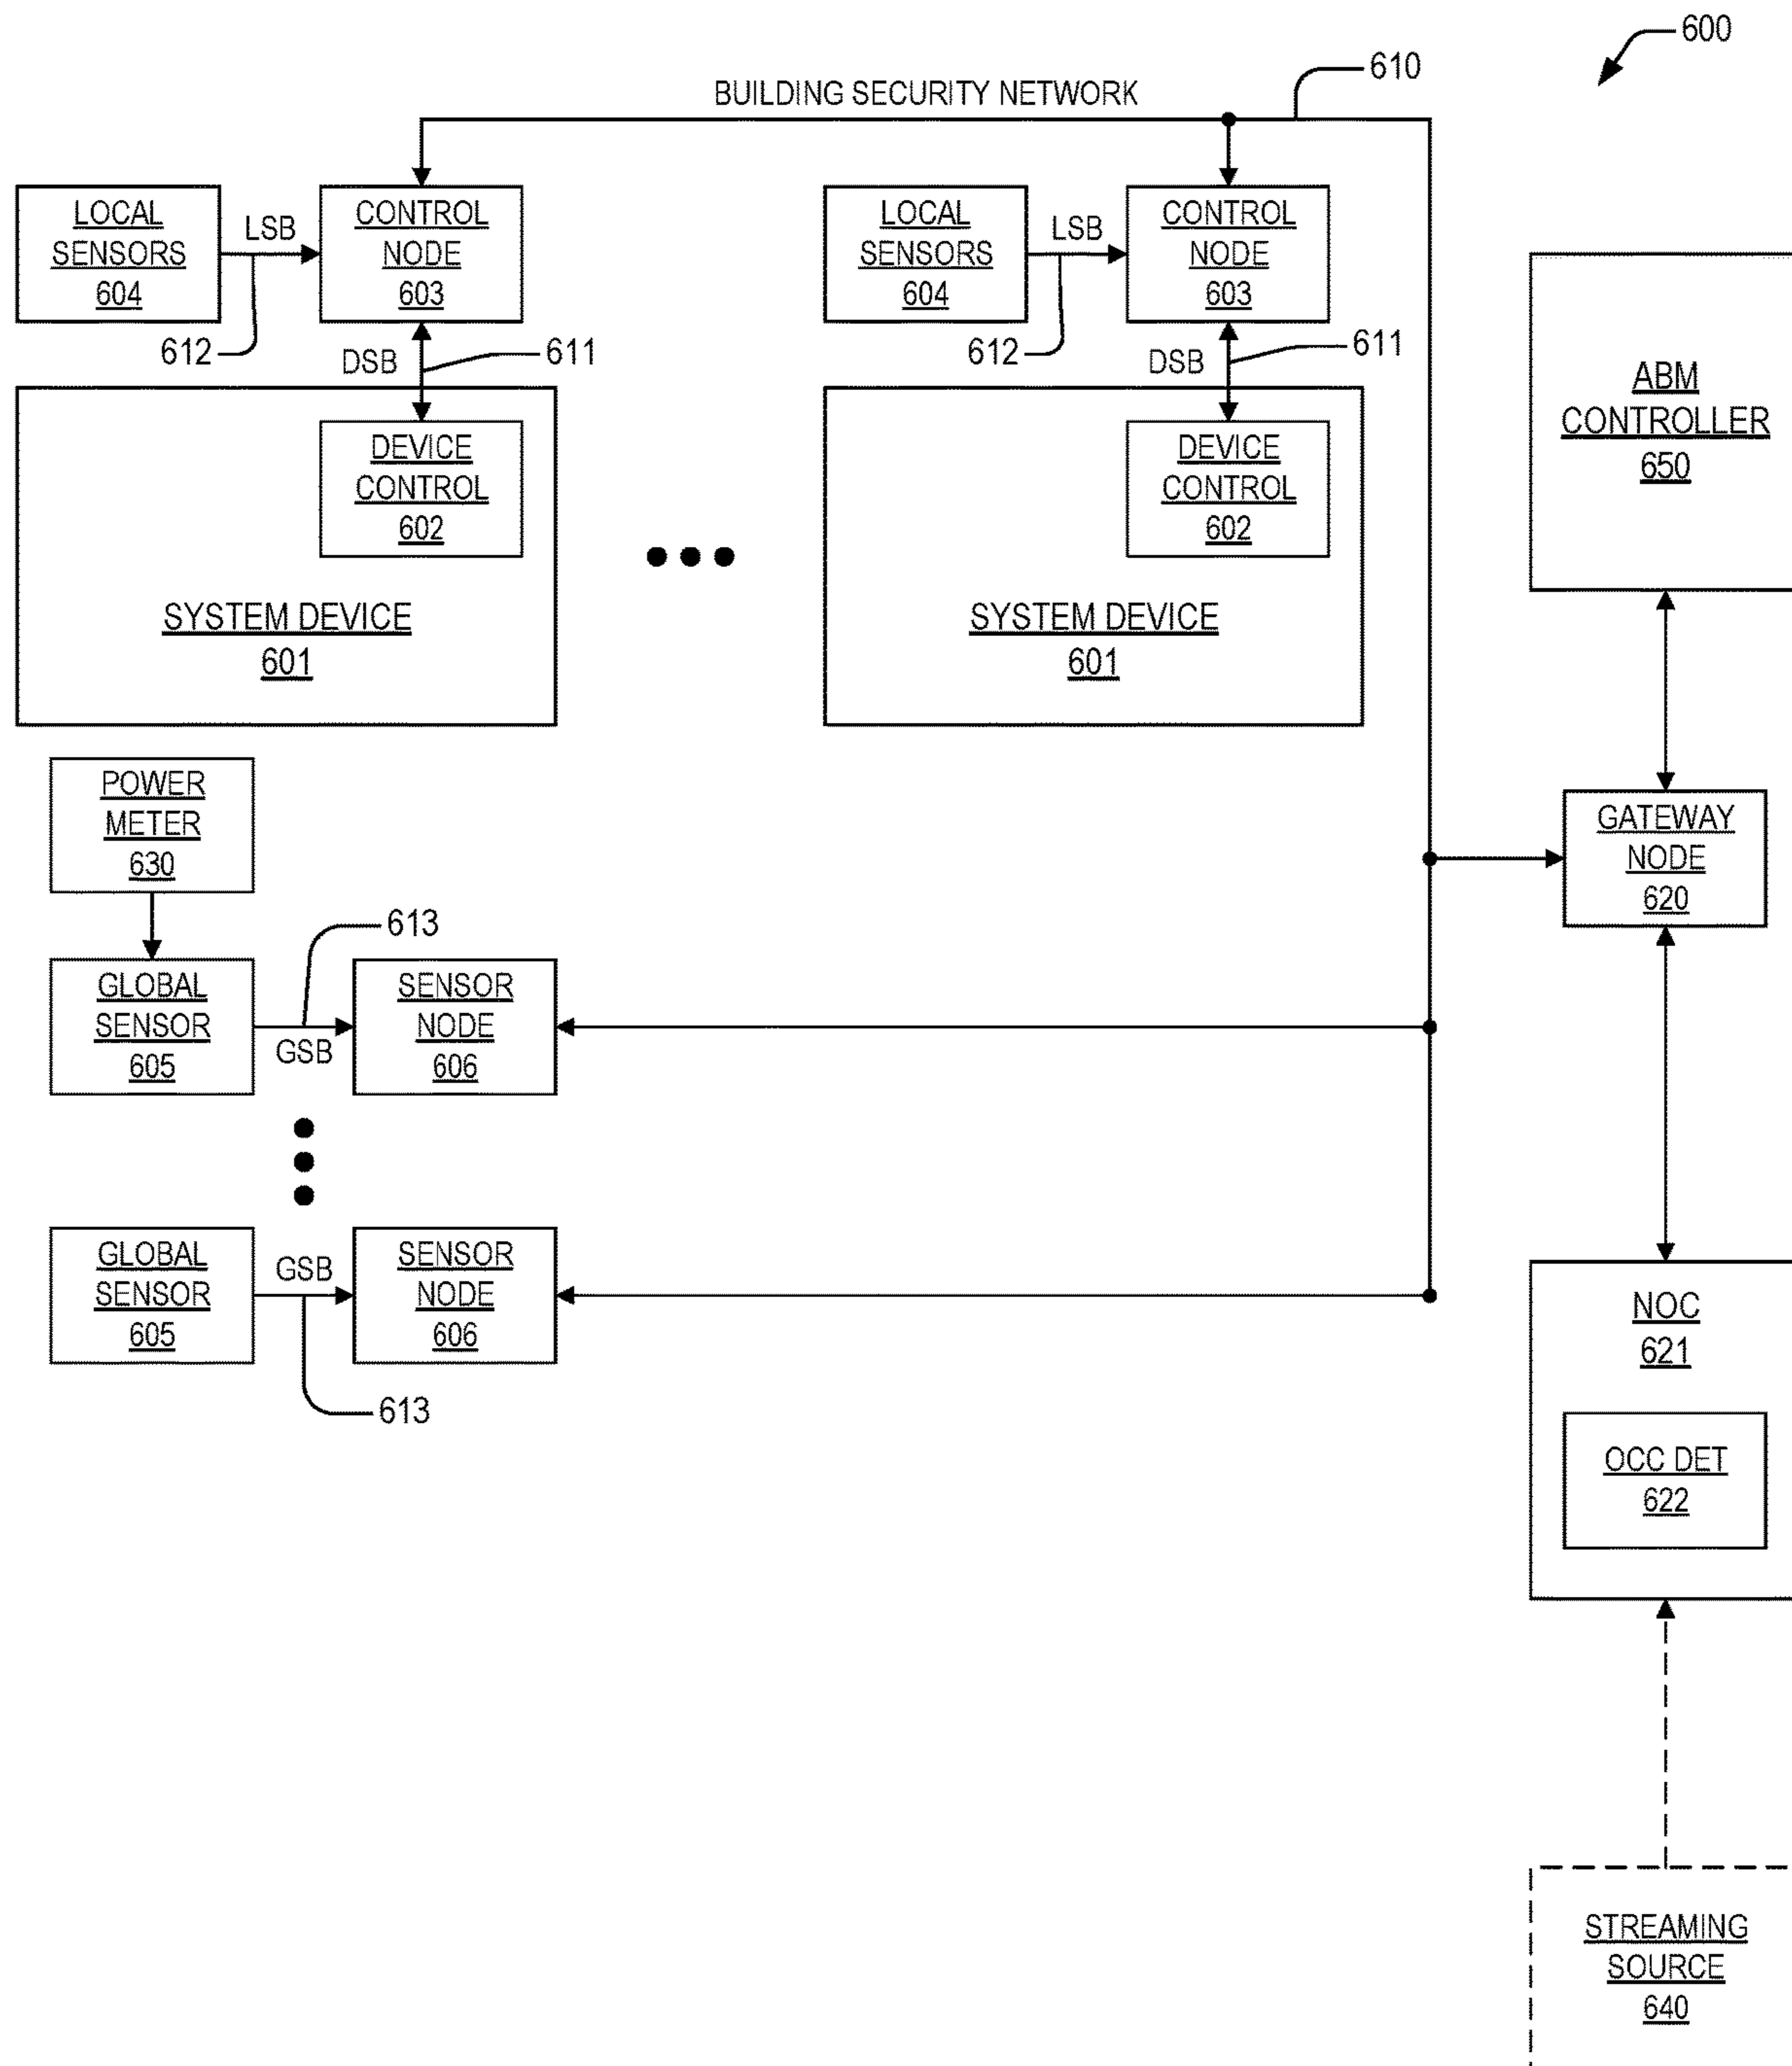 600
610
BUILDING SECURITY NETWORK
LOCAL
SENSORS
604
LSB
612
CONTROL
NODE
603
DSB
611
DEVICE
CONTROL
602
SYSTEM DEVICE
601
LOCAL
SENSORS
604
LSB
612
CONTROL
NODE
603
DSB
611
DEVICE
CONTROL
602
SYSTEM DEVICE
601
ABM
CONTROLLER
650
POWER
METER
630
GATEWAY
NODE
620
613
GLOBAL
SENSOR
605
GSB
SENSOR
NODE
606
GLOBAL
SENSOR
605
GSB
SENSOR
NODE
606
613
NOC
621
OCC DET
622
STREAMING
SOURCE
640